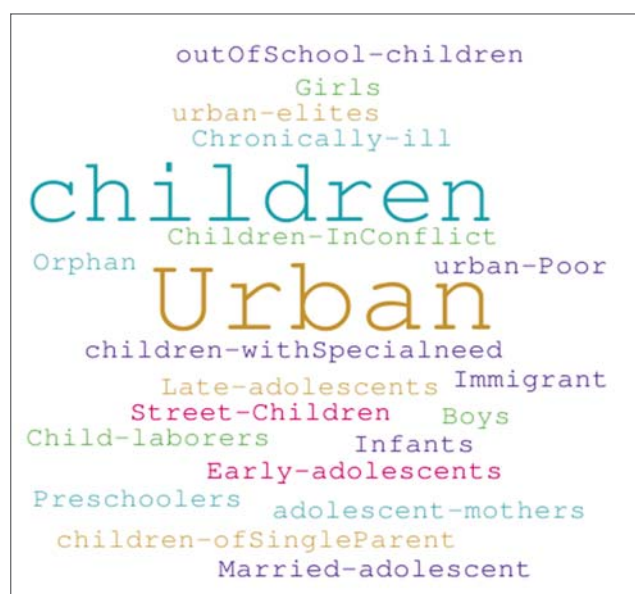 outOfSchool-children
Girls
urban-elites
Chronically-ill
children
Children-InConflict
Orphan
urban-Poor
Urban
children-withSpecialneed
Late-adolescents
Immigrant
Street-Children
Boys
Child-laborers
Infants
Early-adolescents
Preschoolers
adolescent-mothers
children-ofSingleParent
Married-adolescent